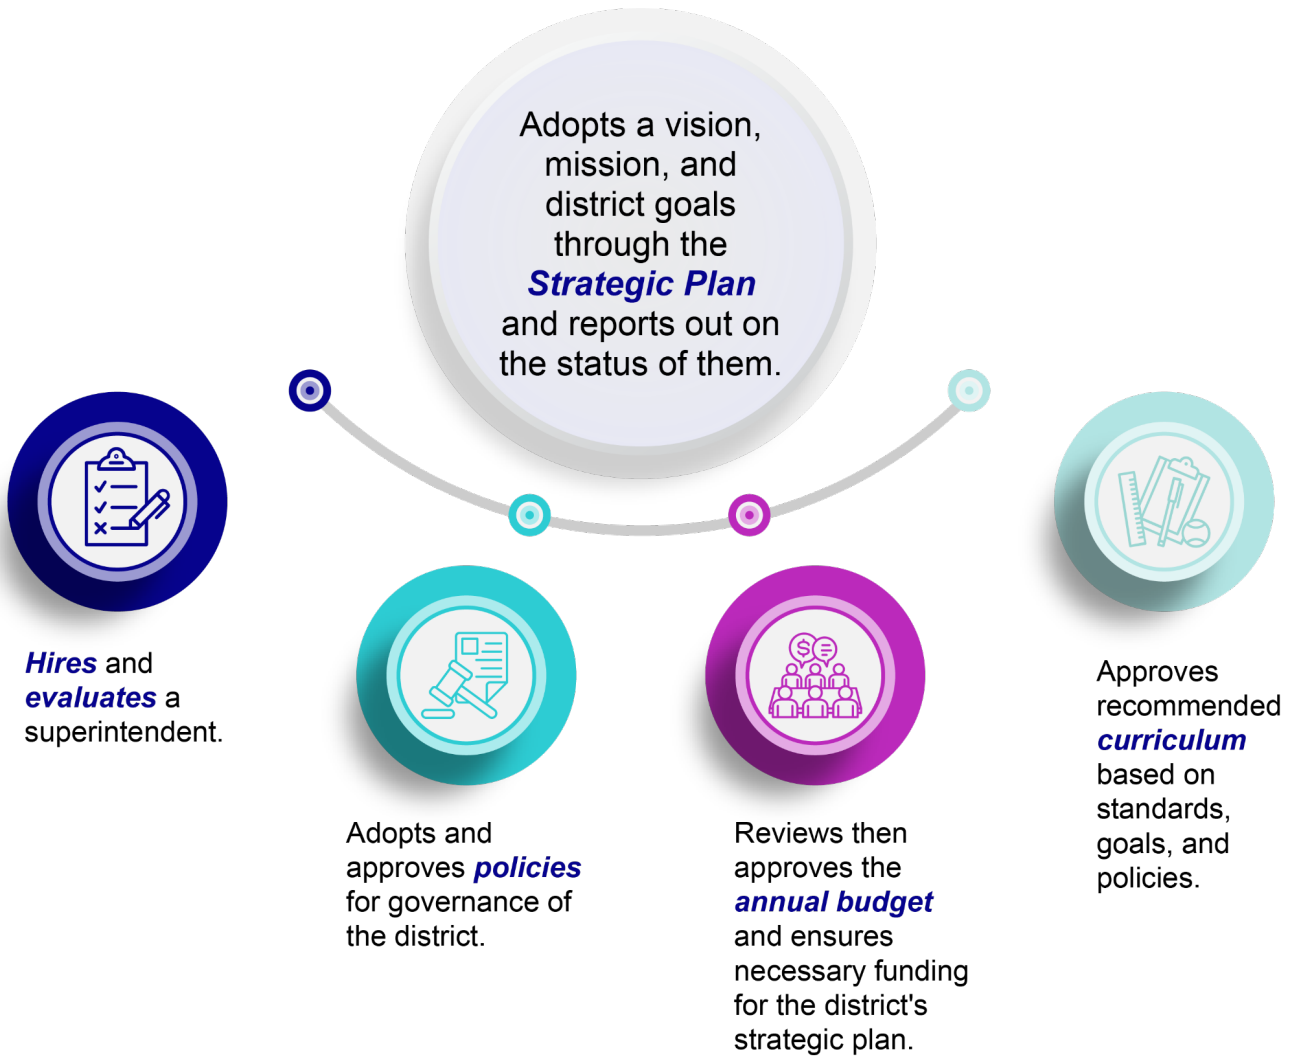 Adopts a vision,
mission, and
district goals
through the
Strategic Plan
and reports out on
the status of them.
Hires and
evaluates a
superintendent.
Adopts and
approves policies
for governance of
the district.
Reviews then
approves the
annual budget
and ensures
necessary funding
for the district's
strategic plan.
Approves
recommended
curriculum
based on
standards,
goals, and
policies.